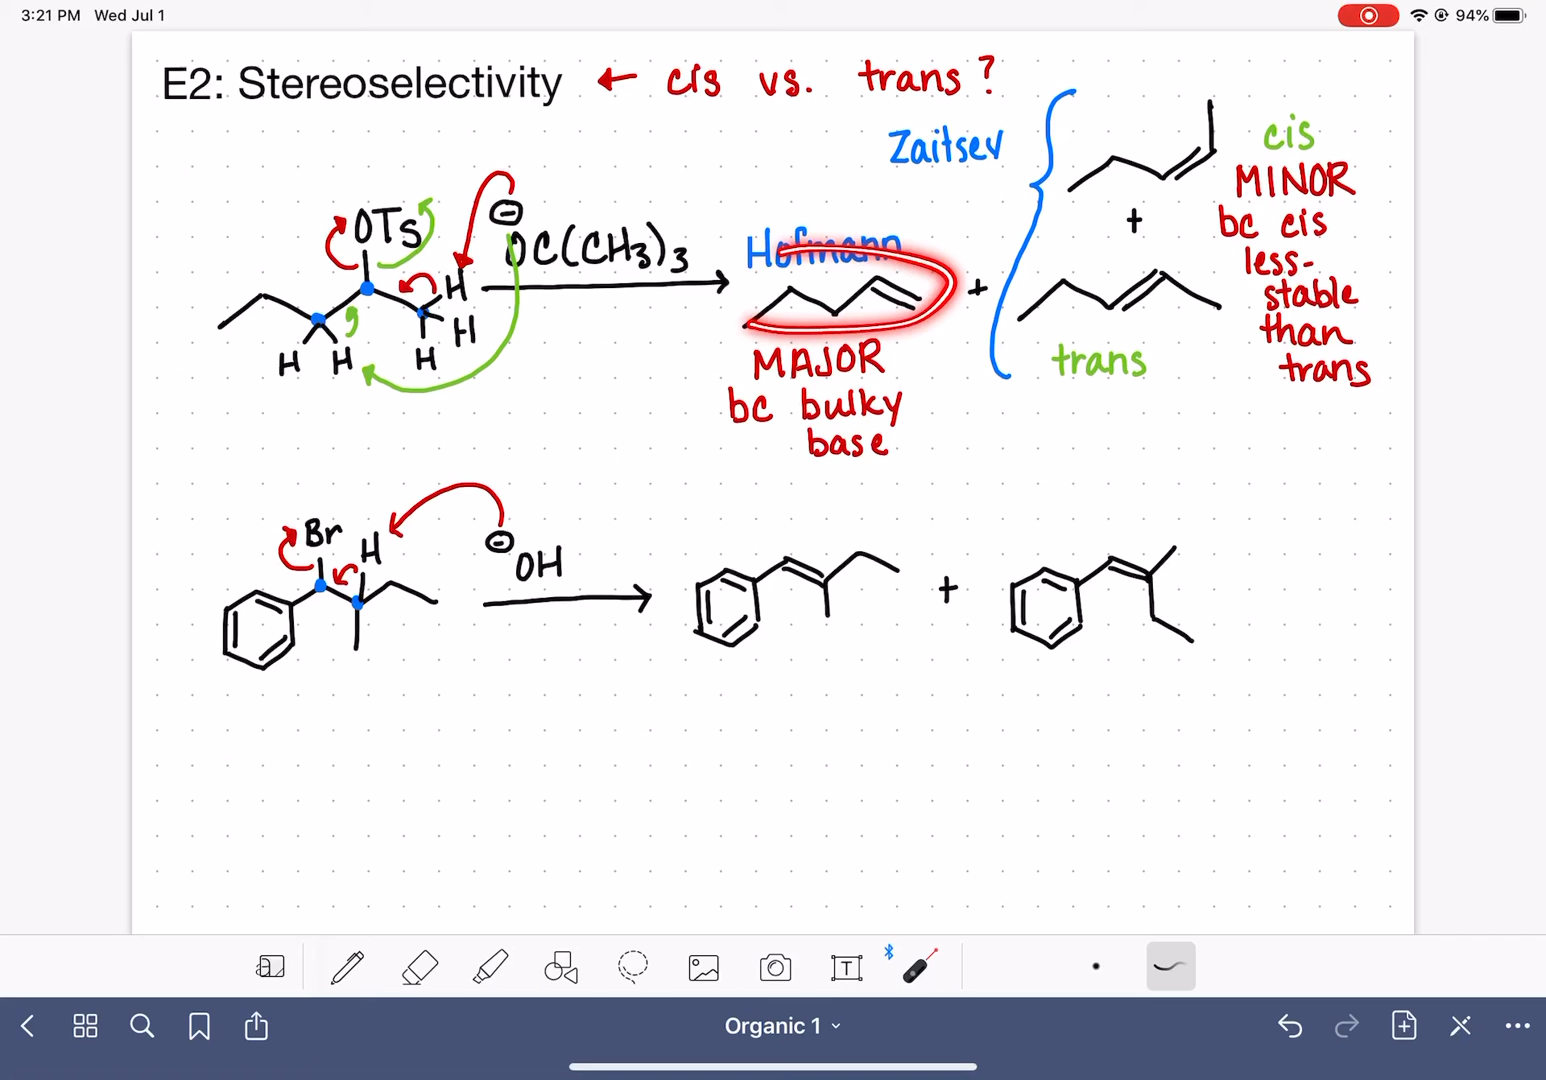 3:21 PM Wed Jul 1
94%
E2: Stereoselectivity ← cis vs. trans?
Zaitsev
cis
MINOR
bc cis
less-
stable
than
trans
+
OTs
⊖
OC(CH3)3
H
H
H
H
H
Hofmann
+
MAJOR
bc bulky
base
trans
Br
H
⊖
OH
+
T
Organic 1